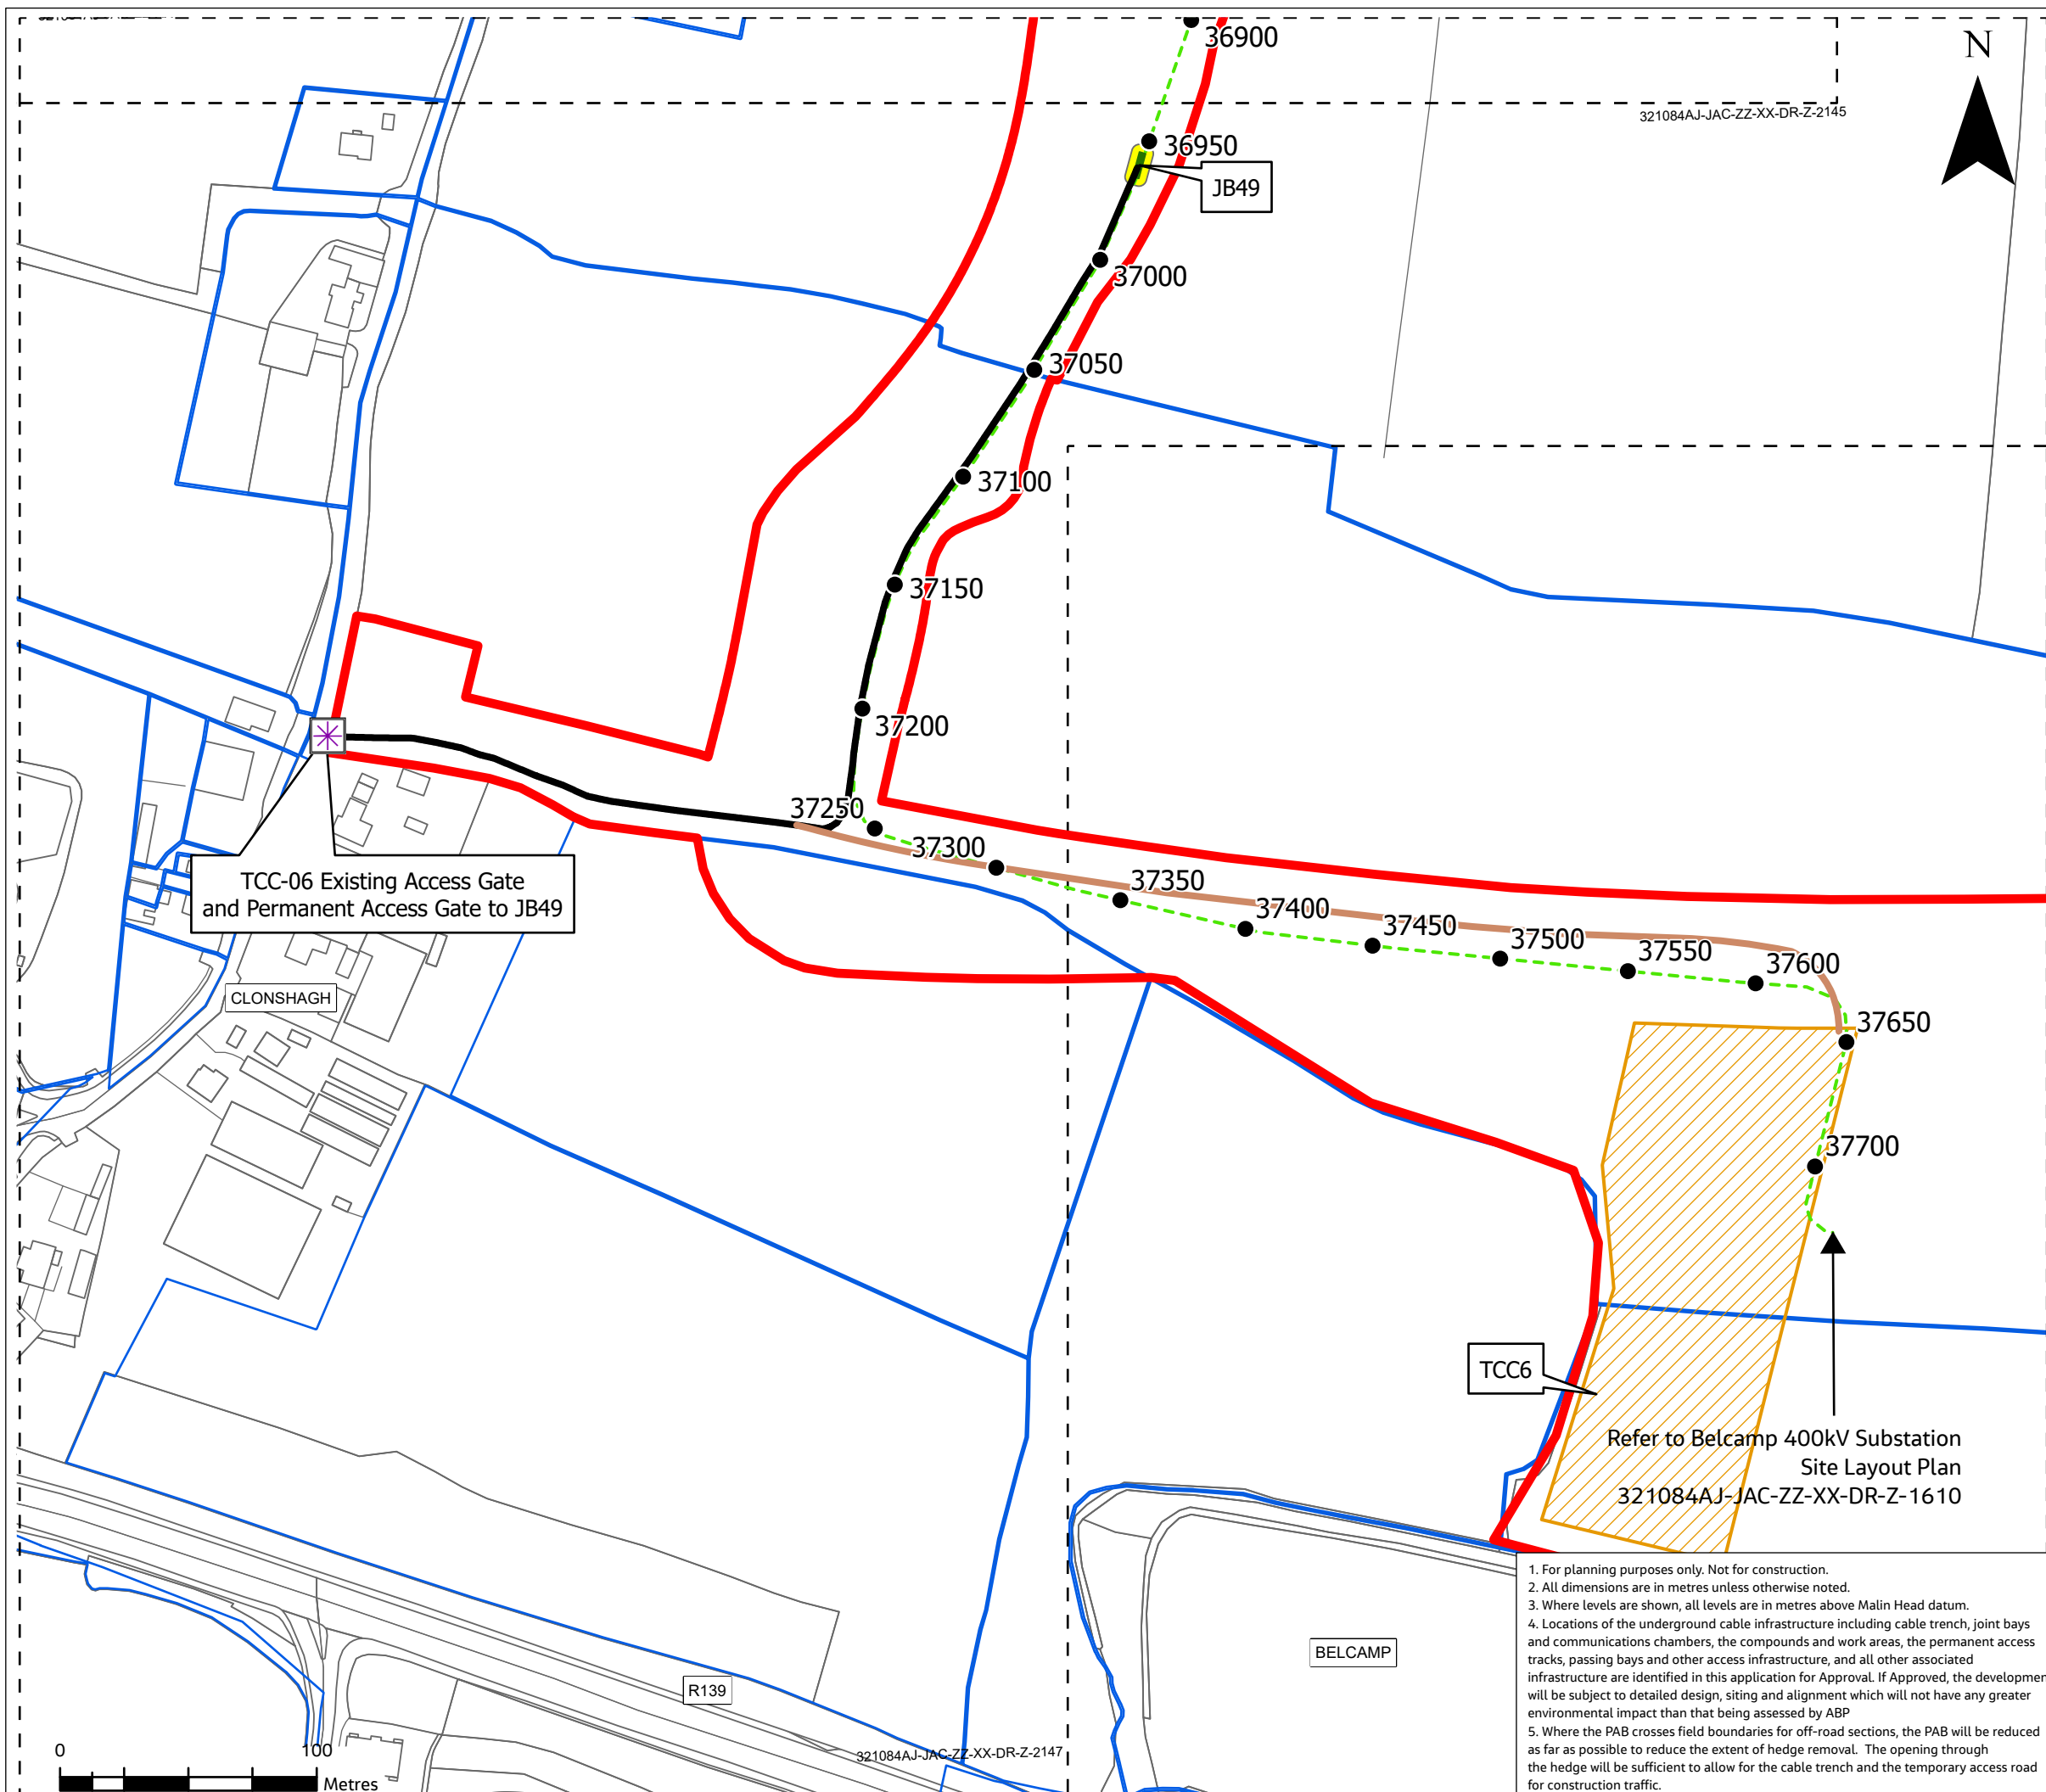 36900
N
321084AJ-JAC-ZZ-XX-DR-Z-2145
36950
JB49
37000
37050
37100
37150
37200
37250
37300
37350
37400
37450
37500
37550
37600
37650
37700
TCC-06 Existing Access Gate
and Permanent Access Gate to JB49
CLONSHAGH
TCC6
Refer to Belcamp 400kV Substation
Site Layout Plan
321084AJ-JAC-ZZ-XX-DR-Z-1610
BELCAMP
R139
321084AJ-JAC-ZZ-XX-DR-Z-2147
0 100
Metres
1. For planning purposes only. Not for construction.
2. All dimensions are in metres unless otherwise noted.
3. Where levels are shown, all levels are in metres above Malin Head datum.
4. Locations of the underground cable infrastructure including cable trench, joint bays
and communications chambers, the compounds and work areas, the permanent access
tracks, passing bays and other access infrastructure, and all other associated
infrastructure are identified in this application for Approval. If Approved, the developmen
will be subject to detailed design, siting and alignment which will not have any greater
environmental impact than that being assessed by ABP
5. Where the PAB crosses field boundaries for off-road sections, the PAB will be reduced
as far as possible to reduce the extent of hedge removal. The opening through
the hedge will be sufficient to allow for the cable trench and the temporary access road
for construction traffic.